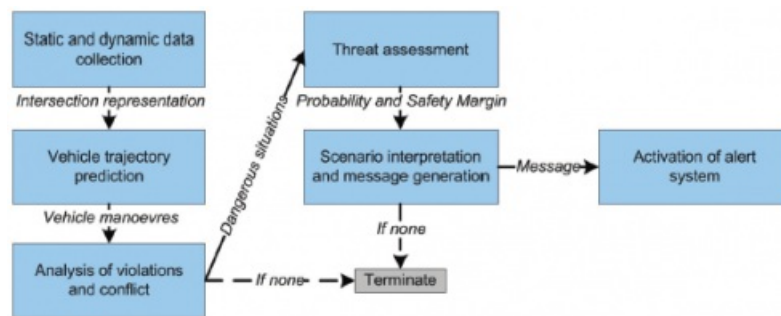 Static and dynamic data
collection
Intersection representation
Vehicle trajectory
prediction
Vehicle manoevres
Analysis of violations
and conflict
Dangerous situations
If none
Threat assessment
Probability and Safety Margin
Scenario interpretation
and message generation
If none
Terminate
Message
Activation of alert
system